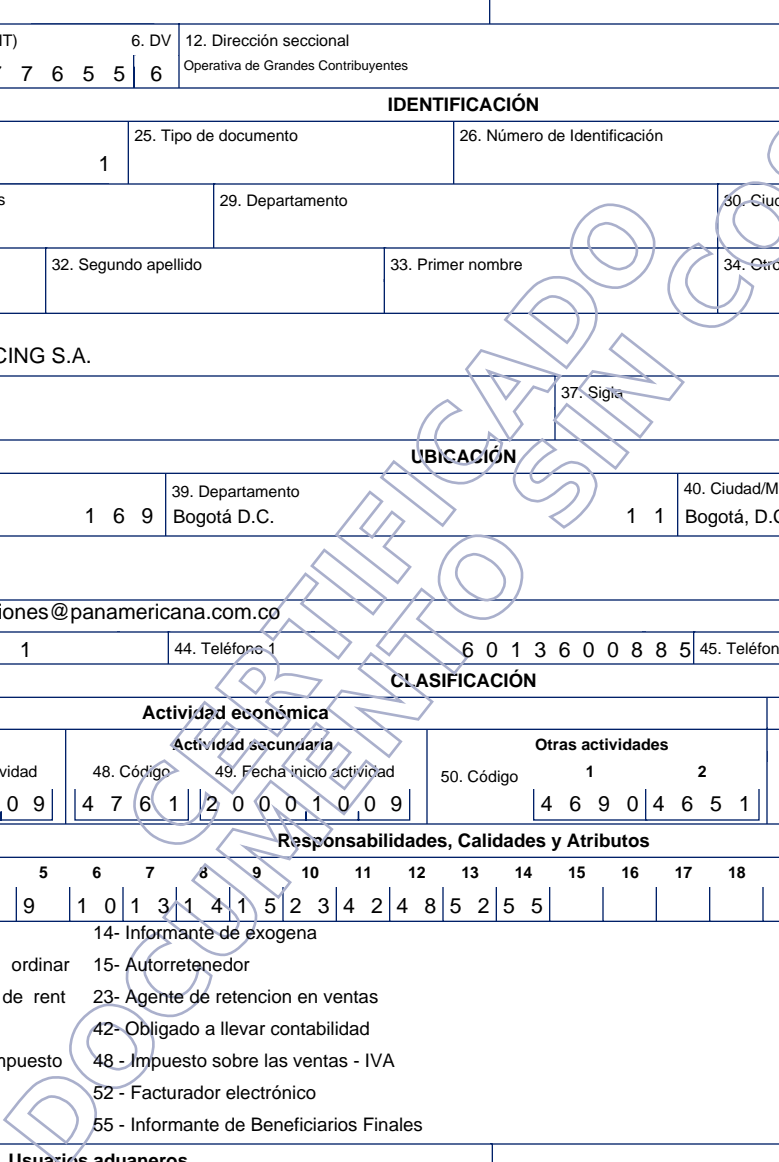 6. DV 12. Dirección seccional
7 6 5 5 6 Operativa de Grandes Contribuyentes
IDENTIFICACIÓN
25. Tipo de documento 26. Número de Identificación
1
29. Departamento 30.
32. Segundo apellido 33. Primer nombre 34.
S.A.
37. Sigla
UBICACIÓN
39. Departamento 40.
1 6 9 Bogotá D.C. 1 1 Bogotá,
iones@panamericana.com.co
1 44. Teléfono 1 6 0 1 3 6 0 0 8 8 5 45.
CLASIFICACIÓN
Actividad económica
Actividad secundaria Otras actividades
48. Código 49. Fecha inicio actividad 50. Código 1 2
0 9 4 7 6 1 2 0 0 0 1 0 0 9 4 6 9 0 4 6 5 1
Responsabilidades, Calidades y Atributos
5 6 7 8 9 10 11 12 13 14 15 16 17 18
9 1 0 1 3 1 4 1 5 2 3 4 2 4 8 5 2 5 5
14- Informante de exogena
ordinar 15- Autorretenedor
de rent 23- Agente de retencion en ventas
42- Obligado a llevar contabilidad
48 - Impuesto sobre las ventas - IVA
52 - Facturador electrónico
55 - Informante de Beneficiarios Finales
Usuarios aduaneros
CERTIFICADO
DOCUMENTO SIN